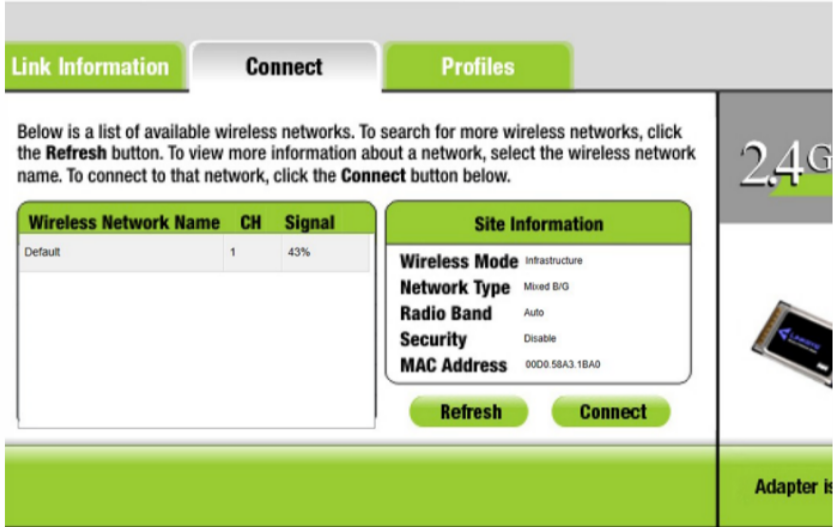 Link Information
Connect
Profiles
Below is a list of available wireless networks. To search for more wireless networks, click
the Refresh button. To view more information about a network, select the wireless network
name. To connect to that network, click the Connect button below.
Wireless Network Name CH Signal
Default 1 43%
Site Information
Wireless Mode Infrastructure
Network Type Mixed B/G
Radio Band Auto
Security Disable
MAC Address 00D0.58A3.1BA0
Refresh
Connect
2.4G
Adapter is